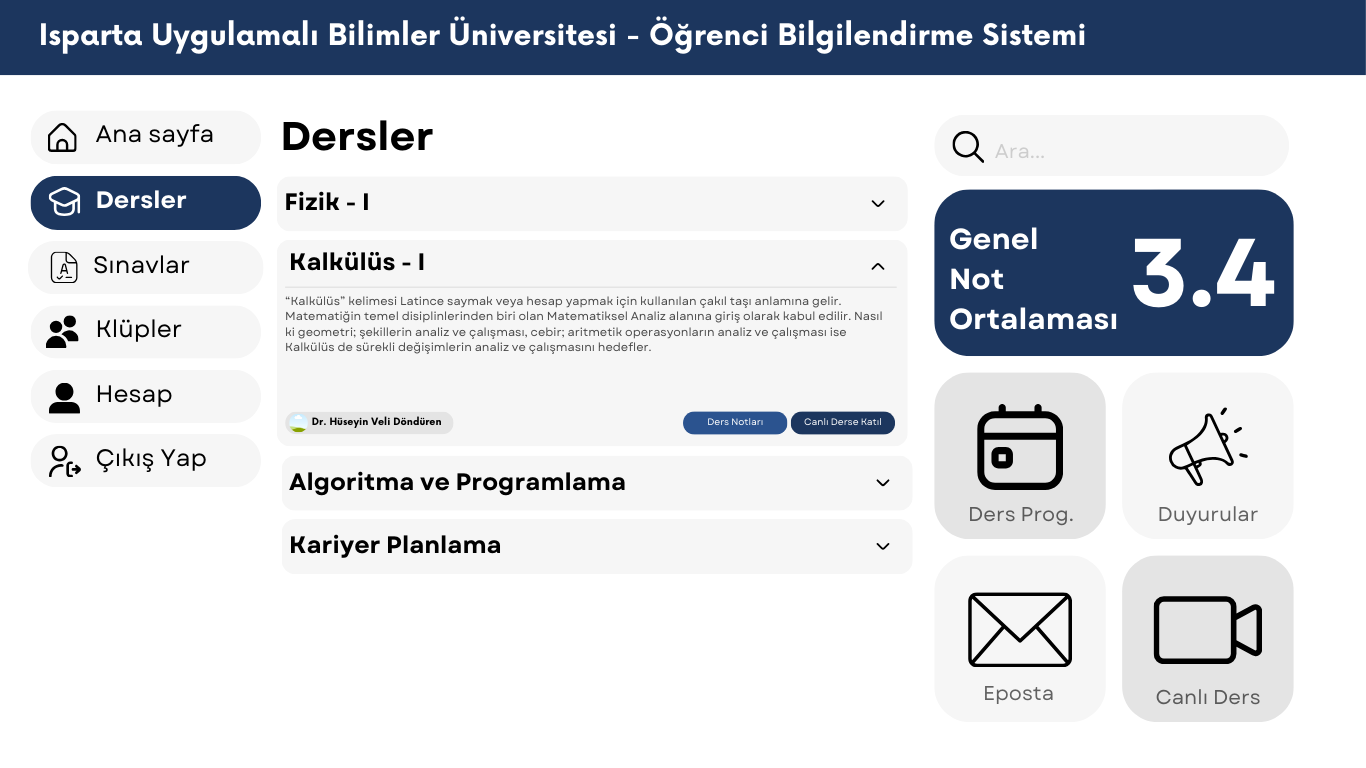 Isparta Uygulamalı Bilimler Üniversitesi - Öğrenci Bilgilendirme Sistemi
Ana sayfa
Dersler
Sınavlar
Klüpler
Hesap
Çıkış Yap
Dersler
Fizik - I
Kalkülüs - I
“Kalkülüs” kelimesi Latince saymak veya hesap yapmak için kullanılan çakıl taşı anlamına gelir.
Matematiğin temel disiplinlerinden biri olan Matematiksel Analiz alanına giriş olarak kabul edilir. Nasıl
ki geometri; şekillerin analiz ve çalışması, cebir; aritmetik operasyonların analiz ve çalışması ise
Kalkülüs de sürekli değişimlerin analiz ve çalışmasını hedefler.
Dr. Hüseyin Veli Döndüren
Ders Notları
Canlı Derse Katıl
Algoritma ve Programlama
Kariyer Planlama
Ara...
Genel
Not
Ortalaması
3.4
Ders Prog.
Duyurular
Eposta
Canlı Ders